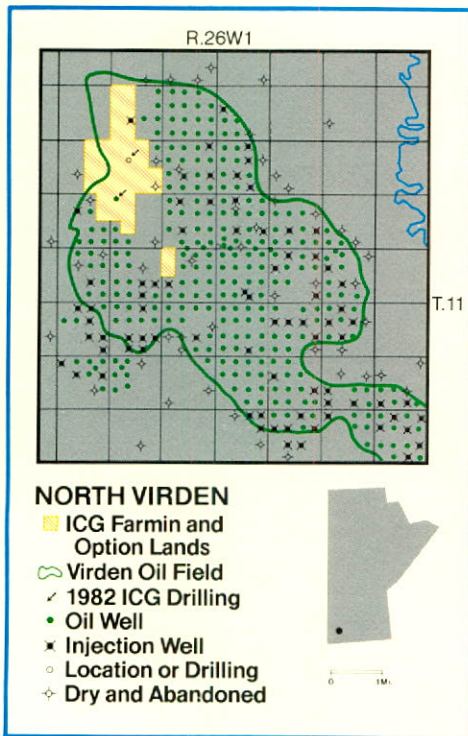 R.26W1
T.11
NORTH VIRDEN
ICG Farmin and
Option Lands
Virden Oil Field
1982 ICG Drilling
Oil Well
Injection Well
Location or Drilling
Dry and Abandoned
0 1Mi.